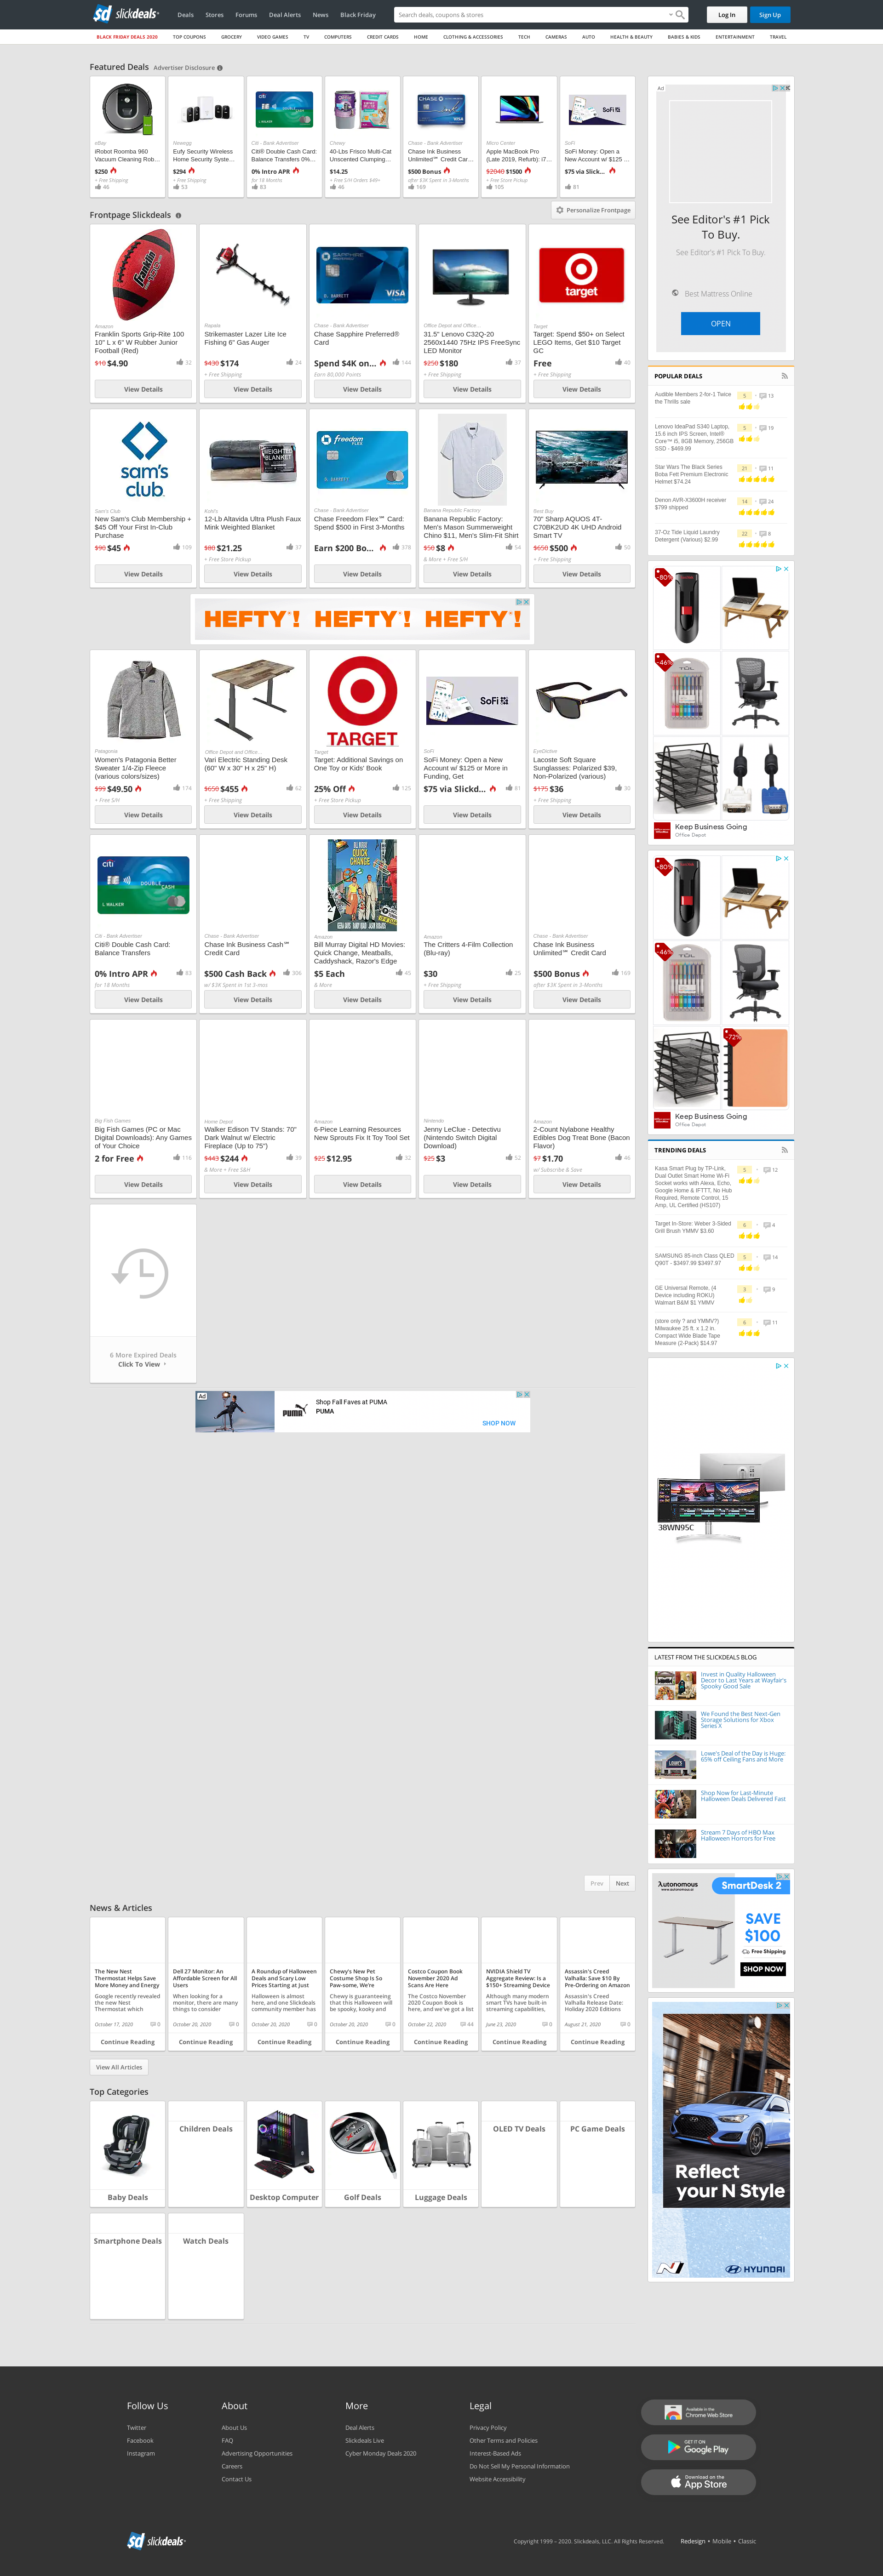 slickdeals
Deals Stores Forums Deal Alerts News Black Friday
Search deals, coupons & stores
Log In
Sign Up
BLACK FRIDAY DEALS 2020 TOP COUPONS GROCERY VIDEO GAMES TV COMPUTERS CREDIT CARDS HOME CLOTHING & ACCESSORIES TECH CAMERAS AUTO HEALTH & BEAUTY BABIES & KIDS ENTERTAINMENT TRAVEL
Featured Deals Advertiser Disclosure
eBay
iRobot Roomba 960
Vacuum Cleaning Rob...
$250
+ Free Shipping
46
Newegg
Eufy Security Wireless
Home Security Syste...
$294
+ Free Shipping
53
Citi - Bank Advertiser
Citi® Double Cash Card:
Balance Transfers 0%...
0% Intro APR
for 18 Months
83
Chewy
40-Lbs Frisco Multi-Cat
Unscented Clumping...
$14.25
+ Free S/H Orders $49+
46
Chase - Bank Advertiser
Chase Ink Business
Unlimited℠ Credit Car...
$500 Bonus
after $3K Spent in 3-Months
169
Micro Center
Apple MacBook Pro
(Late 2019, Refurb): i7...
$2040 $1500
+ Free Store Pickup
105
SoFi
SoFi Money: Open a
New Account w/ $125 ...
$75 via Slick...
81
Frontpage Slickdeals
Personalize Frontpage
Amazon
Franklin Sports Grip-Rite 100
10" L x 6" W Rubber Junior
Football (Red)
$10 $4.90
32
View Details
Rapala
Strikemaster Lazer Lite Ice
Fishing 6" Gas Auger
$430 $174
24
+ Free Shipping
View Details
Chase - Bank Advertiser
Chase Sapphire Preferred®
Card
Spend $4K on...
144
Earn 80,000 Points
View Details
Office Depot and Office...
31.5" Lenovo C32Q-20
2560x1440 75Hz IPS FreeSync
LED Monitor
$250 $180
37
+ Free Shipping
View Details
Target
Target: Spend $50+ on Select
LEGO Items, Get $10 Target
GC
Free
40
+ Free Shipping
View Details
Sam's Club
New Sam's Club Membership +
$45 Off Your First In-Club
Purchase
$90 $45
109
View Details
Kohl's
12-Lb Altavida Ultra Plush Faux
Mink Weighted Blanket
$80 $21.25
37
+ Free Store Pickup
View Details
Chase - Bank Advertiser
Chase Freedom Flex℠ Card:
Spend $500 in First 3-Months
Earn $200 Bo...
378
View Details
Banana Republic Factory
Banana Republic Factory:
Men's Mason Summerweight
Chino $11, Men's Slim-Fit Shirt
$50 $8
54
& More + Free S/H
View Details
Best Buy
70" Sharp AQUOS 4T-
C70BK2UD 4K UHD Android
Smart TV
$650 $500
50
+ Free Shipping
View Details
HEFTY! HEFTY! HEFTY!
Patagonia
Women's Patagonia Better
Sweater 1/4-Zip Fleece
(various colors/sizes)
$99 $49.50
174
+ Free S/H
View Details
Office Depot and Office...
Vari Electric Standing Desk
(60" W x 30" H x 25" H)
$650 $455
62
+ Free Shipping
View Details
TARGET
Target
Target: Additional Savings on
One Toy or Kids' Book
25% Off
125
+ Free Store Pickup
View Details
SoFi
SoFi Money: Open a New
Account w/ $125 or More in
Funding, Get
$75 via Slickd...
81
View Details
EyeDictive
Lacoste Soft Square
Sunglasses: Polarized $39,
Non-Polarized (various)
$175 $36
30
+ Free Shipping
View Details
Citi - Bank Advertiser
Citi® Double Cash Card:
Balance Transfers
0% Intro APR
83
for 18 Months
View Details
Chase - Bank Advertiser
Chase Ink Business Cash℠
Credit Card
$500 Cash Back
306
w/ $3K Spent in 1st 3-mos
View Details
Amazon
Bill Murray Digital HD Movies:
Quick Change, Meatballs,
Caddyshack, Razor's Edge
$5 Each
45
& More
View Details
Amazon
The Critters 4-Film Collection
(Blu-ray)
$30
25
+ Free Shipping
View Details
Chase - Bank Advertiser
Chase Ink Business
Unlimited℠ Credit Card
$500 Bonus
169
after $3K Spent in 3-Months
View Details
Big Fish Games
Big Fish Games (PC or Mac
Digital Downloads): Any Games
of Your Choice
2 for Free
116
View Details
Home Depot
Walker Edison TV Stands: 70"
Dark Walnut w/ Electric
Fireplace (Up to 75")
$443 $244
39
& More + Free S&H
View Details
Amazon
6-Piece Learning Resources
New Sprouts Fix It Toy Tool Set
$25 $12.95
32
View Details
Nintendo
Jenny LeClue - Detectivu
(Nintendo Switch Digital
Download)
$25 $3
52
View Details
Amazon
2-Count Nylabone Healthy
Edibles Dog Treat Bone (Bacon
Flavor)
$7 $1.70
46
w/ Subscribe & Save
View Details
6 More Expired Deals
Click To View
Ad
Shop Fall Faves at PUMA
PUMA
SHOP NOW
Prev Next
News & Articles
The New Nest
Thermostat Helps Save
More Money and Energy
Google recently revealed
the new Nest
Thermostat which
October 17, 2020 0
Continue Reading
Dell 27 Monitor: An
Affordable Screen for All
Users
When looking for a
monitor, there are many
things to consider
October 20, 2020 0
Continue Reading
A Roundup of Halloween
Deals and Scary Low
Prices Starting at Just
Halloween is almost
here, and one Slickdeals
community member has
October 20, 2020 0
Continue Reading
Chewy's New Pet
Costume Shop Is So
Paw-some, We're
Chewy is guaranteeing
that this Halloween will
be spooky, kooky and
October 20, 2020 0
Continue Reading
Costco Coupon Book
November 2020 Ad
Scans Are Here
The Costco November
2020 Coupon Book is
here, and we've got a list
October 22, 2020 44
Continue Reading
NVIDIA Shield TV
Aggregate Review: Is a
$150+ Streaming Device
Although many modern
smart TVs have built-in
streaming capabilities,
June 23, 2020 0
Continue Reading
Assassin's Creed
Valhalla: Save $10 By
Pre-Ordering on Amazon
Assassin's Creed
Valhalla Release Date:
Holiday 2020 Editions
August 21, 2020 0
Continue Reading
View All Articles
Top Categories
Baby Deals
Children Deals
Desktop Computer
Golf Deals
Luggage Deals
OLED TV Deals
PC Game Deals
Smartphone Deals
Watch Deals
Ad
See Editor's #1 Pick
To Buy.
See Editor's #1 Pick To Buy.
Best Mattress Online
OPEN
POPULAR DEALS
Audible Members 2-for-1 Twice
the Thrills sale
5 13
Lenovo IdeaPad S340 Laptop,
15.6 inch IPS Screen, Intel®
Core™ i5, 8GB Memory, 256GB
SSD - $469.99
5 19
Star Wars The Black Series
Boba Fett Premium Electronic
Helmet $74.24
21 11
Denon AVR-X3600H receiver
$799 shipped
14 24
37-Oz Tide Liquid Laundry
Detergent (Various) $2.99
22 8
-80%
-46%
Keep Business Going
Office Depot
-80%
-46%
-72%
Keep Business Going
Office Depot
TRENDING DEALS
Kasa Smart Plug by TP-Link,
Dual Outlet Smart Home Wi-Fi
Socket works with Alexa, Echo,
Google Home & IFTTT, No Hub
Required, Remote Control, 15
Amp, UL Certified (HS107)
5 12
Target In-Store: Weber 3-Sided
Grill Brush YMMV $3.60
6 4
SAMSUNG 85-inch Class QLED
Q90T - $3497.99 $3497.97
5 14
GE Universal Remote, (4
Device including ROKU)
Walmart B&M $1 YMMV
3 9
(store only ? and YMMV?)
Milwaukee 25 ft. x 1.2 in.
Compact Wide Blade Tape
Measure (2-Pack) $14.97
6 11
38WN95C
LATEST FROM THE SLICKDEALS BLOG
Invest in Quality Halloween
Decor to Last Years at Wayfair's
Spooky Good Sale
We Found the Best Next-Gen
Storage Solutions for Xbox
Series X
Lowe's Deal of the Day is Huge:
65% off Ceiling Fans and More
Shop Now for Last-Minute
Halloween Deals Delivered Fast
Stream 7 Days of HBO Max
Halloween Horrors for Free
Autonomous
www.autonomous.ai
SmartDesk 2
SAVE
$100
Free Shipping
SHOP NOW
Reflect
your N Style
HYUNDAI
Follow Us
Twitter
Facebook
Instagram
About
About Us
FAQ
Advertising Opportunities
Careers
Contact Us
More
Deal Alerts
Slickdeals Live
Cyber Monday Deals 2020
Legal
Privacy Policy
Other Terms and Policies
Interest-Based Ads
Do Not Sell My Personal Information
Website Accessibility
Available in the
Chrome Web Store
GET IT ON
Google Play
Download on the
App Store
slickdeals
Copyright 1999 – 2020. Slickdeals, LLC. All Rights Reserved.
Redesign • Mobile • Classic